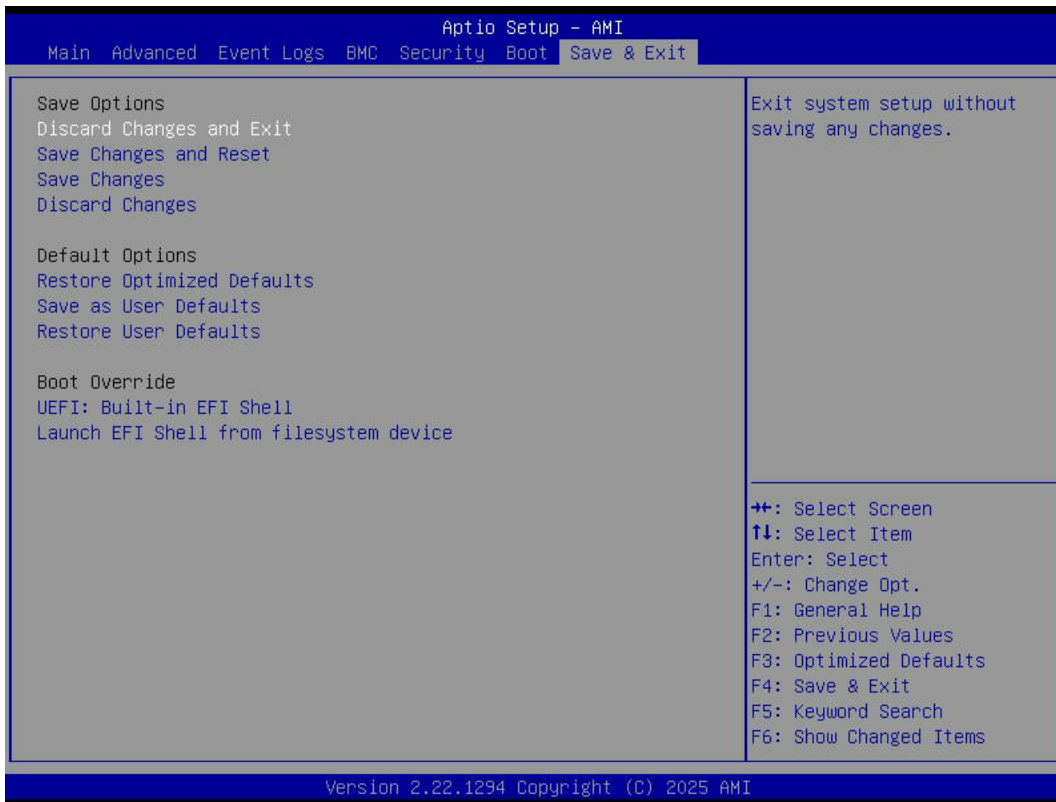 Aptio Setup – AMI
Main Advanced Event Logs BMC Security Boot Save & Exit
Save Options
Discard Changes and Exit
Save Changes and Reset
Save Changes
Discard Changes
Default Options
Restore Optimized Defaults
Save as User Defaults
Restore User Defaults
Boot Override
UEFI: Built-in EFI Shell
Launch EFI Shell from filesystem device
Exit system setup without
saving any changes.
→←: Select Screen
↑↓: Select Item
Enter: Select
+/-: Change Opt.
F1: General Help
F2: Previous Values
F3: Optimized Defaults
F4: Save & Exit
F5: Keyword Search
F6: Show Changed Items
Version 2.22.1294 Copyright (C) 2025 AMI